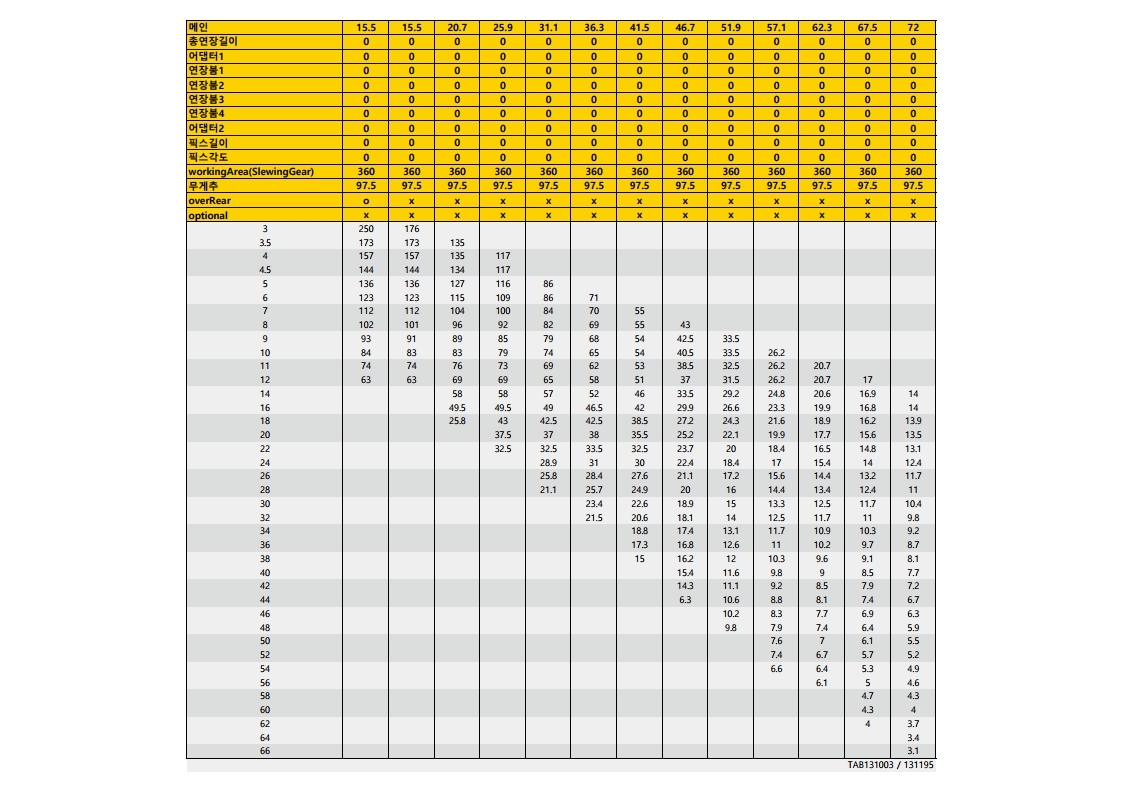 메인 15.5 15.5 20.7 25.9 31.1 36.3 41.5 46.7 51.9 57.1 62.3 67.5 72
총연장길이 0 0 0 0 0 0 0 0 0 0 0 0 0
어댑터1 0 0 0 0 0 0 0 0 0 0 0 0 0
연장붐1 0 0 0 0 0 0 0 0 0 0 0 0 0
연장붐2 0 0 0 0 0 0 0 0 0 0 0 0 0
연장붐3 0 0 0 0 0 0 0 0 0 0 0 0 0
연장붐4 0 0 0 0 0 0 0 0 0 0 0 0 0
어댑터2 0 0 0 0 0 0 0 0 0 0 0 0 0
픽스길이 0 0 0 0 0 0 0 0 0 0 0 0 0
픽스각도 0 0 0 0 0 0 0 0 0 0 0 0 0
workingArea(SlewingGear) 360 360 360 360 360 360 360 360 360 360 360 360 360
무게추 97.5 97.5 97.5 97.5 97.5 97.5 97.5 97.5 97.5 97.5 97.5 97.5 97.5
overRear o x x x x x x x x x x x x
optional x x x x x x x x x x x x x
3 250 176
3.5 173 173 135
4 157 157 135 117
4.5 144 144 134 117
5 136 136 127 116 86
6 123 123 115 109 86 71
7 112 112 104 100 84 70 55
8 102 101 96 92 82 69 55 43
9 93 91 89 85 79 68 54 42.5 33.5
10 84 83 83 79 74 65 54 40.5 33.5 26.2
11 74 74 76 73 69 62 53 38.5 32.5 26.2 20.7
12 63 63 69 69 65 58 51 37 31.5 26.2 20.7 17
14 58 58 57 52 46 33.5 29.2 24.8 20.6 16.9 14
16 49.5 49.5 49 46.5 42 29.9 26.6 23.3 19.9 16.8 14
18 25.8 43 42.5 42.5 38.5 27.2 24.3 21.6 18.9 16.2 13.9
20 37.5 37 38 35.5 25.2 22.1 19.9 17.7 15.6 13.5
22 32.5 32.5 33.5 32.5 23.7 20 18.4 16.5 14.8 13.1
24 28.9 31 30 22.4 18.4 17 15.4 14 12.4
26 25.8 28.4 27.6 21.1 17.2 15.6 14.4 13.2 11.7
28 21.1 25.7 24.9 20 16 14.4 13.4 12.4 11
30 23.4 22.6 18.9 15 13.3 12.5 11.7 10.4
32 21.5 20.6 18.1 14 12.5 11.7 11 9.8
34 18.8 17.4 13.1 11.7 10.9 10.3 9.2
36 17.3 16.8 12.6 11 10.2 9.7 8.7
38 15 16.2 12 10.3 9.6 9.1 8.1
40 15.4 11.6 9.8 9 8.5 7.7
42 14.3 11.1 9.2 8.5 7.9 7.2
44 6.3 10.6 8.8 8.1 7.4 6.7
46 10.2 8.3 7.7 6.9 6.3
48 9.8 7.9 7.4 6.4 5.9
50 7.6 7 6.1 5.5
52 7.4 6.7 5.7 5.2
54 6.6 6.4 5.3 4.9
56 6.1 5 4.6
58 4.7 4.3
60 4.3 4
62 4 3.7
64 3.4
66 3.1
TAB131003 / 131195